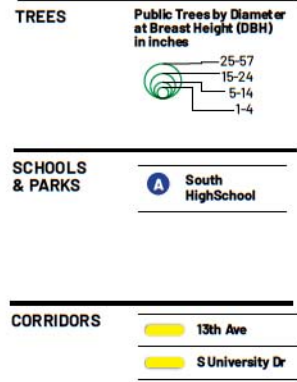 TREES
Public Trees by Diameter
at Breast Height (DBH)
in inches
25-57
15-24
5-14
1-4
SCHOOLS
& PARKS
A
South
HighSchool
CORRIDORS
13th Ave
S University Dr